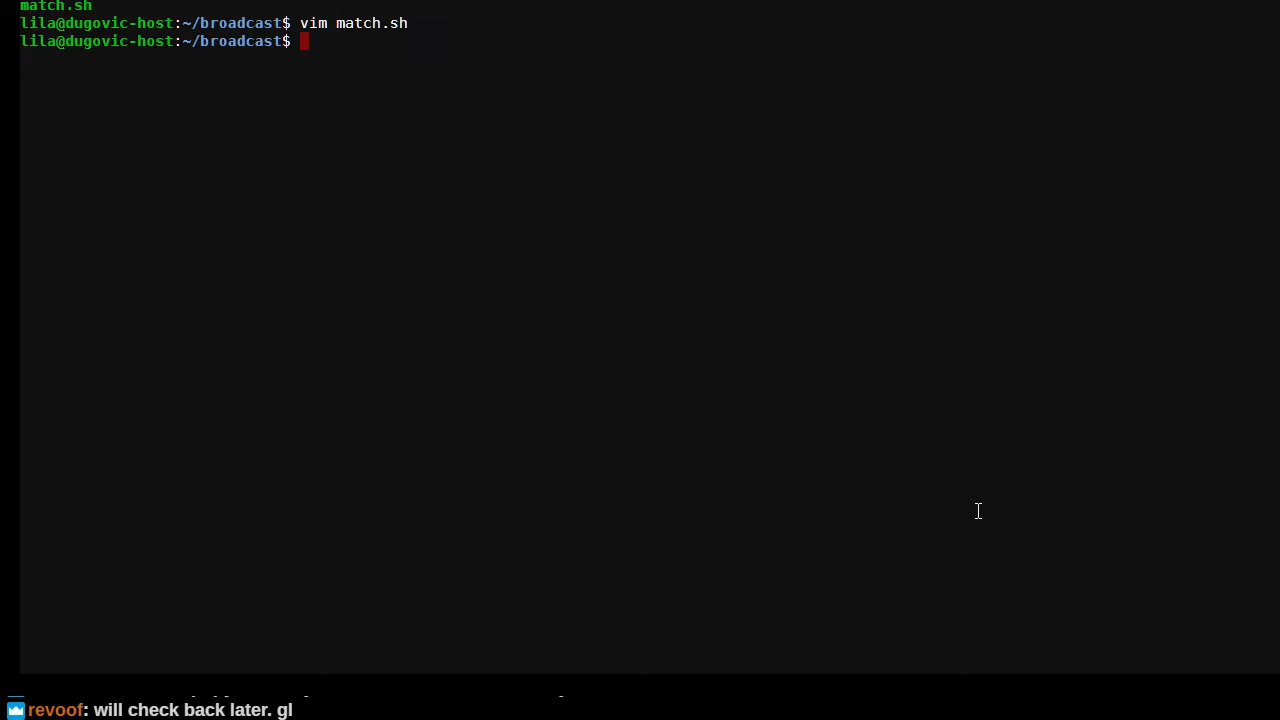 match.sh
lila@dugovic-host:~/broadcast$ vim match.sh
lila@dugovic-host:~/broadcast$
revoof: will check back later. gl